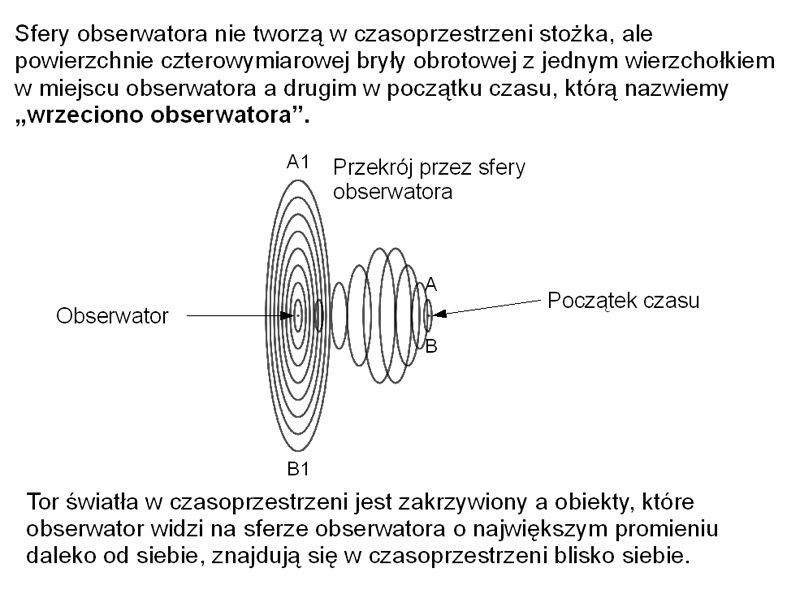 Sfery obserwatora nie tworzą w czasoprzestrzeni stożka, ale
powierzchnie czterowymiarowej bryły obrotowej z jednym wierzchołkiem
w miejscu obserwatora a drugim w początku czasu, którą nazwiemy
„wrzeciono obserwatora”.
A1
Przekrój przez sfery
obserwatora
A
Początek czasu
Obserwator
B
B1
Tor światła w czasoprzestrzeni jest zakrzywiony a obiekty, które
obserwator widzi na sferze obserwatora o największym promieniu
daleko od siebie, znajdują się w czasoprzestrzeni blisko siebie.